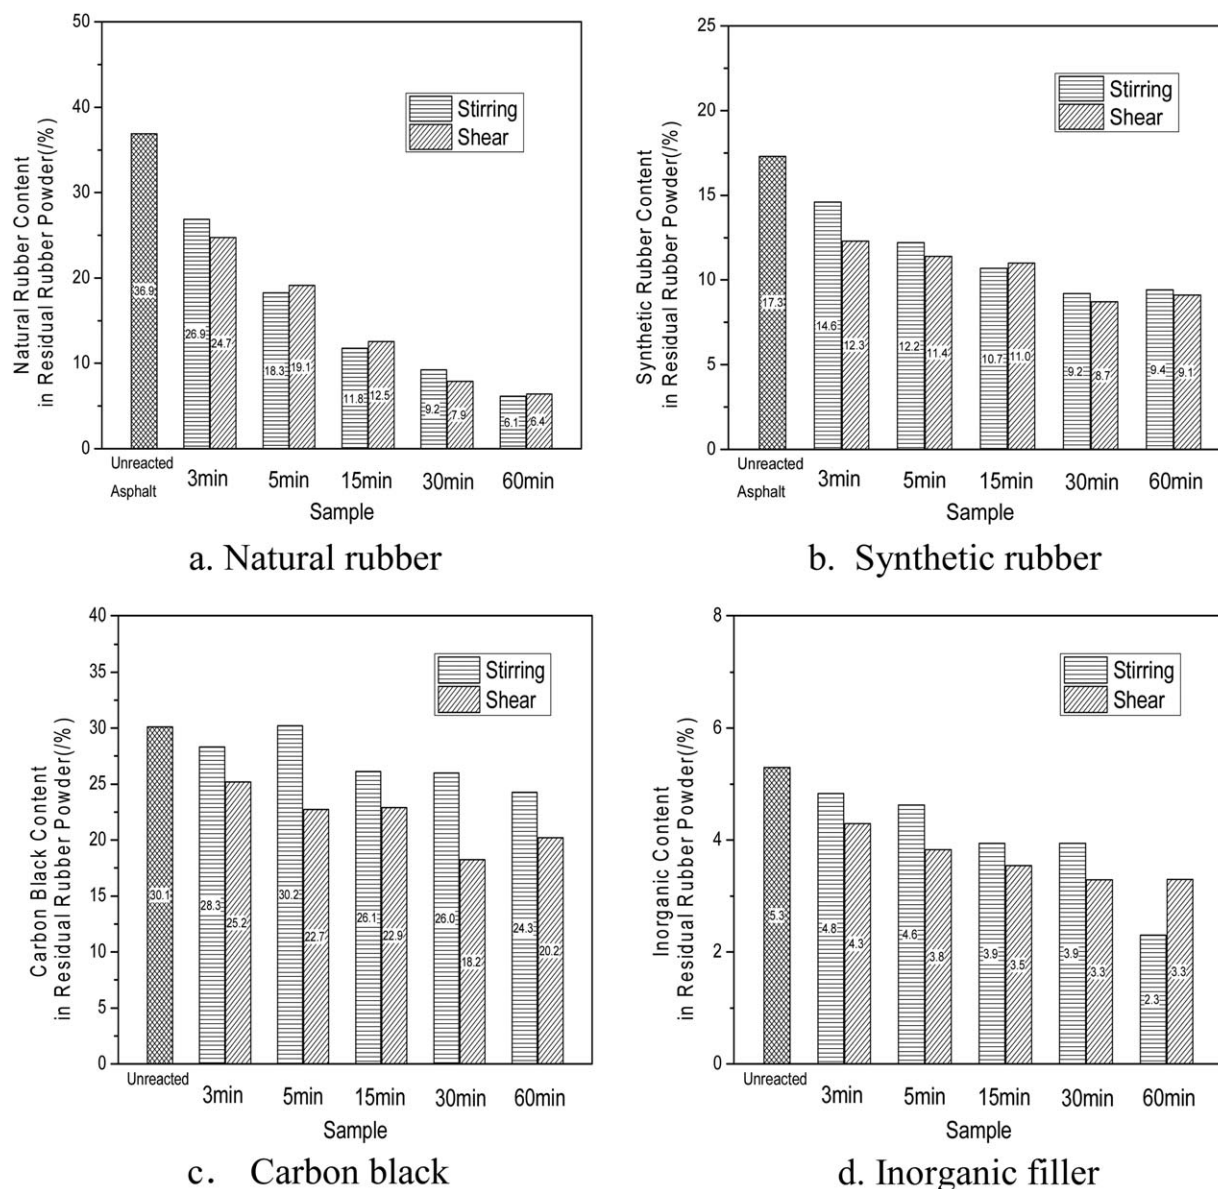 50
40
30
20
10
0
Natural Rubber Content
in Residual Rubber Powder(/%)
Stirring
Shear
36.9
26.9
24.7
18.3
19.1
11.8
12.5
9.2
7.9
6.1
6.4
Unreacted
Asphalt
3min
5min
15min
30min
60min
Sample
a. Natural rubber
25
20
15
10
5
0
Synthetic Rubber Content
in Residual Rubber Powder(/%)
Stirring
Shear
17.3
14.6
12.3
12.2
11.4
10.7
11.0
9.2
8.7
9.4
9.1
Unreacted
Asphalt
3min
5min
15min
30min
60min
Sample
b. Synthetic rubber
40
35
30
25
20
15
10
5
0
Carbon Black Content
in Residual Rubber Powder(/%)
Stirring
Shear
30.1
28.3
25.2
30.2
22.7
26.1
22.9
26.0
18.2
24.3
20.2
Unreacted
3min
5min
15min
30min
60min
Sample
c. Carbon black
8
6
4
2
0
Inorganic Content
in Residual Rubber Powder(/%)
Stirring
Shear
5.3
4.8
4.3
4.6
3.8
3.9
3.5
3.9
3.3
2.3
3.3
Unreacted
3min
5min
15min
30min
60min
Sample
d. Inorganic filler